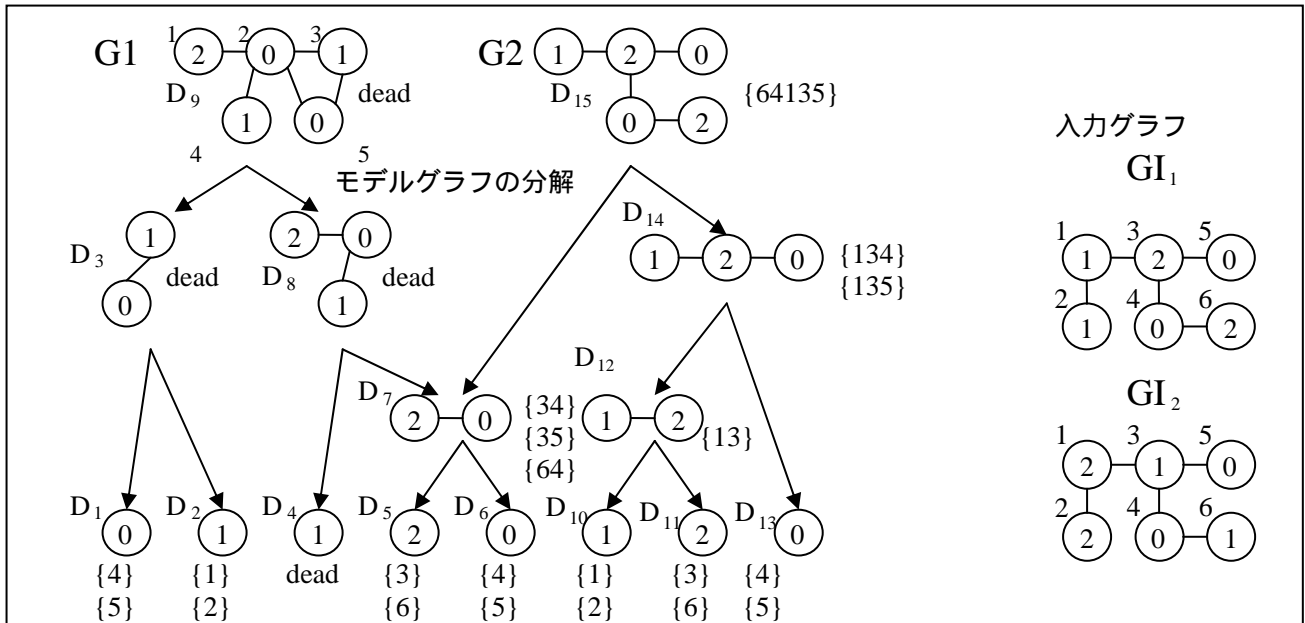 G1 1 2 2 0 3 1 G2 1 2 0
D9 1 0 dead D15 0 2 {64135}
4 5
モデルグラフの分解
入力グラフ
GI1
D3 1 0 dead D8 2 0 1 dead
D14 1 2 0 {134}
{135}
1 1 3 2 5 0
2 1 4 0 6 2
D7 2 0 {34}
{35}
{64}
D12 1 2 {13}
GI2
1 2 3 1 5 0
2 2 4 0 6 1
D1 0 D2 1 D4 1 D5 2 D6 0 D10 1 D11 2 D13 0
{4} {1} dead {3} {4} {1} {3} {4}
{5} {2} {6} {5} {2} {6} {5}